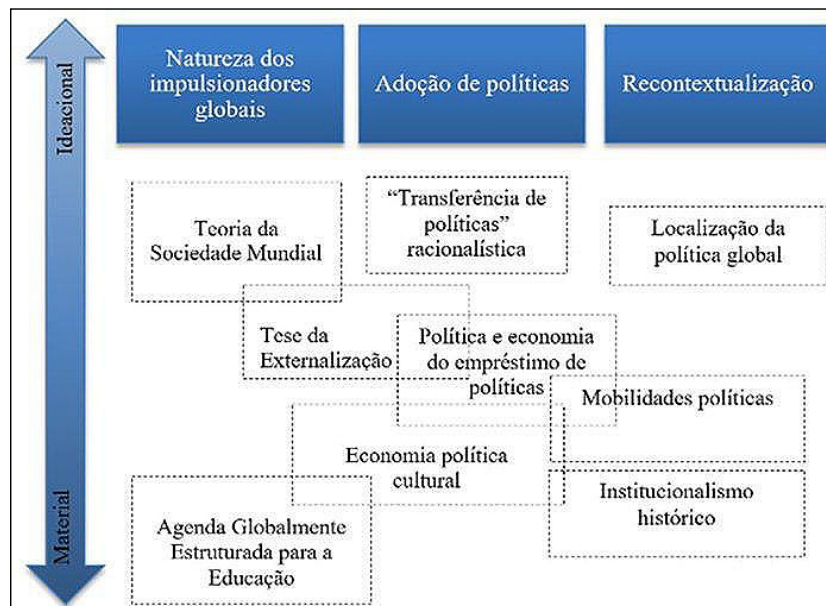 Ideacional
Material
Natureza dos
impulsionadores
globais
Adoção de políticas
Recontextualização
Teoria da
Sociedade Mundial
“Transferência de
políticas”
racionalística
Localização da
política global
Tese da
Externalização
Política e economia
do empréstimo de
políticas
Mobilidades políticas
Economia política
cultural
Institucionalismo
histórico
Agenda Globalmente
Estruturada para a
Educação